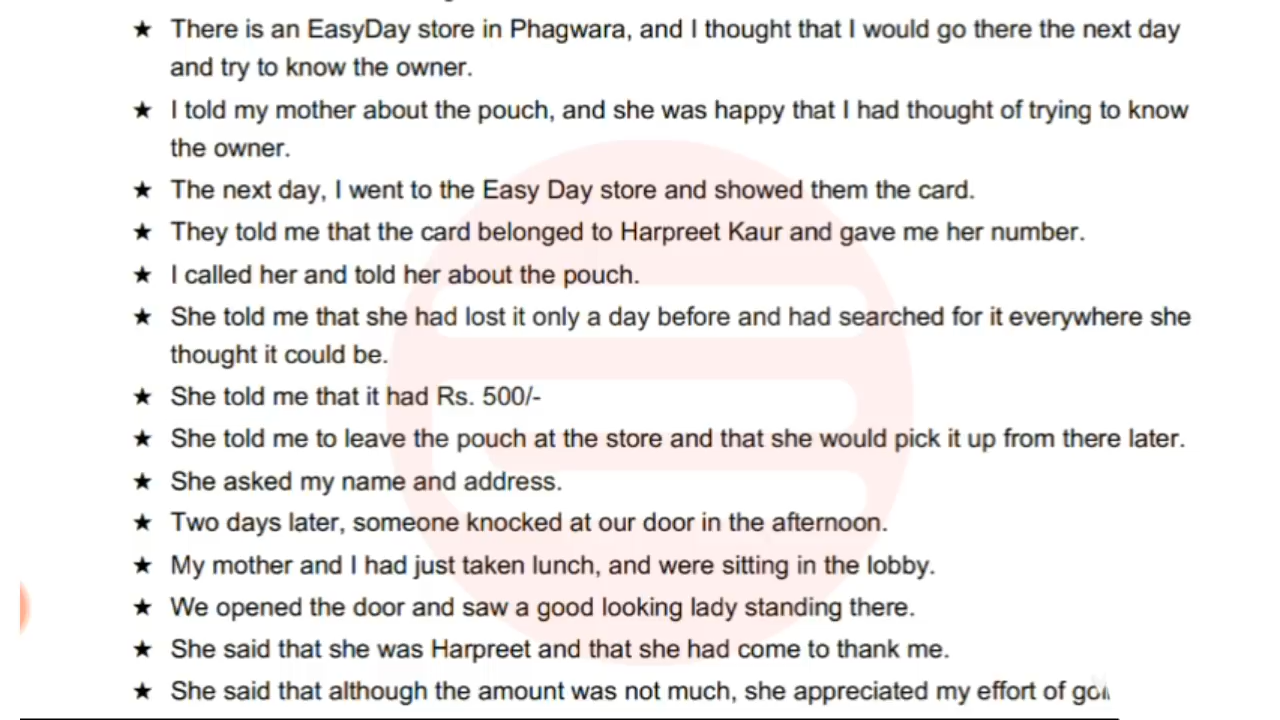 ★ There is an EasyDay store in Phagwara, and I thought that I would go there the next day
and try to know the owner.
★ I told my mother about the pouch, and she was happy that I had thought of trying to know
the owner.
★ The next day, I went to the Easy Day store and showed them the card.
★ They told me that the card belonged to Harpreet Kaur and gave me her number.
★ I called her and told her about the pouch.
★ She told me that she had lost it only a day before and had searched for it everywhere she
thought it could be.
★ She told me that it had Rs. 500/-
★ She told me to leave the pouch at the store and that she would pick it up from there later.
★ She asked my name and address.
★ Two days later, someone knocked at our door in the afternoon.
★ My mother and I had just taken lunch, and were sitting in the lobby.
★ We opened the door and saw a good looking lady standing there.
★ She said that she was Harpreet and that she had come to thank me.
★ She said that although the amount was not much, she appreciated my effort of